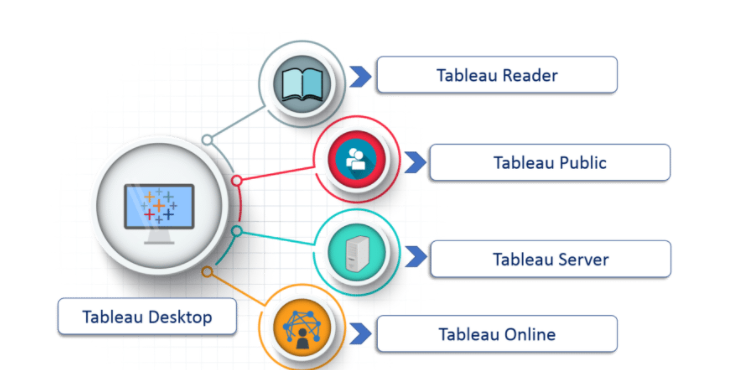 Tableau Reader
Tableau Public
Tableau Server
Tableau Desktop
Tableau Online